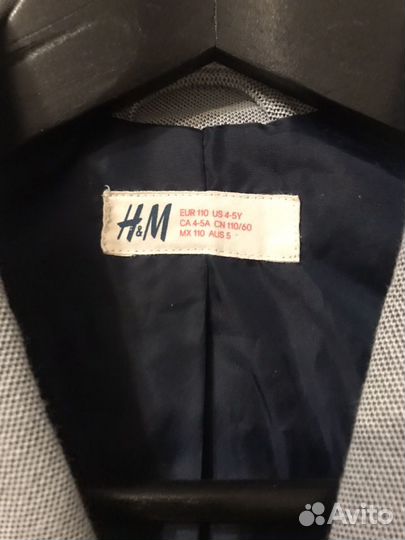 H&M
EUR 110 US 4-5Y
CA 4-5A CN 110/60
MX 110 AUS 5
Avito